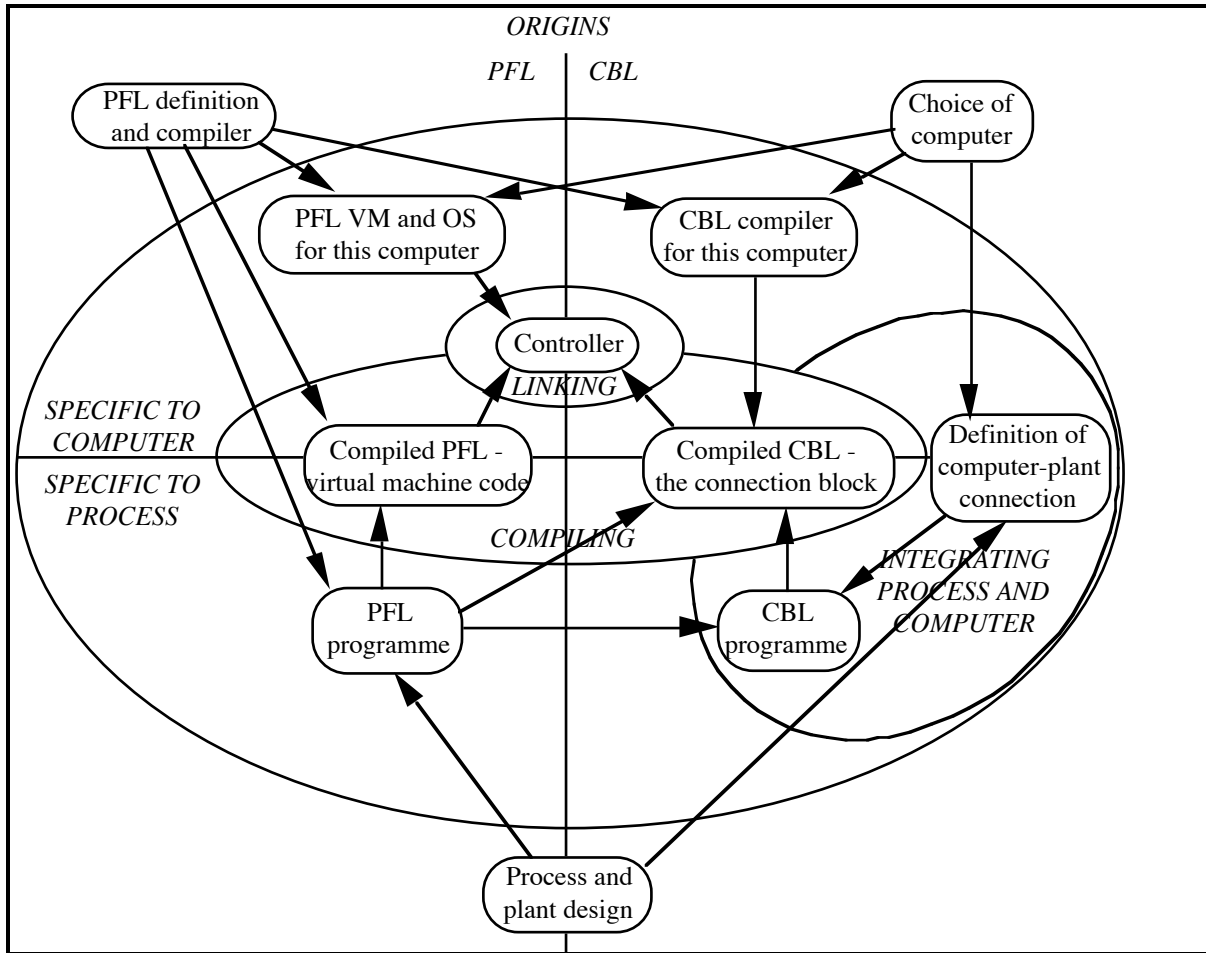 ORIGINS
PFL
CBL
PFL definition
and compiler
Choice of
computer
PFL VM and OS
for this computer
CBL compiler
for this computer
Controller
LINKING
SPECIFIC TO
COMPUTER
SPECIFIC TO
PROCESS
Compiled PFL -
virtual machine code
Compiled CBL -
the connection block
Definition of
computer-plant
connection
COMPILING
INTEGRATING
PROCESS AND
COMPUTER
PFL
programme
CBL
programme
Process and
plant design